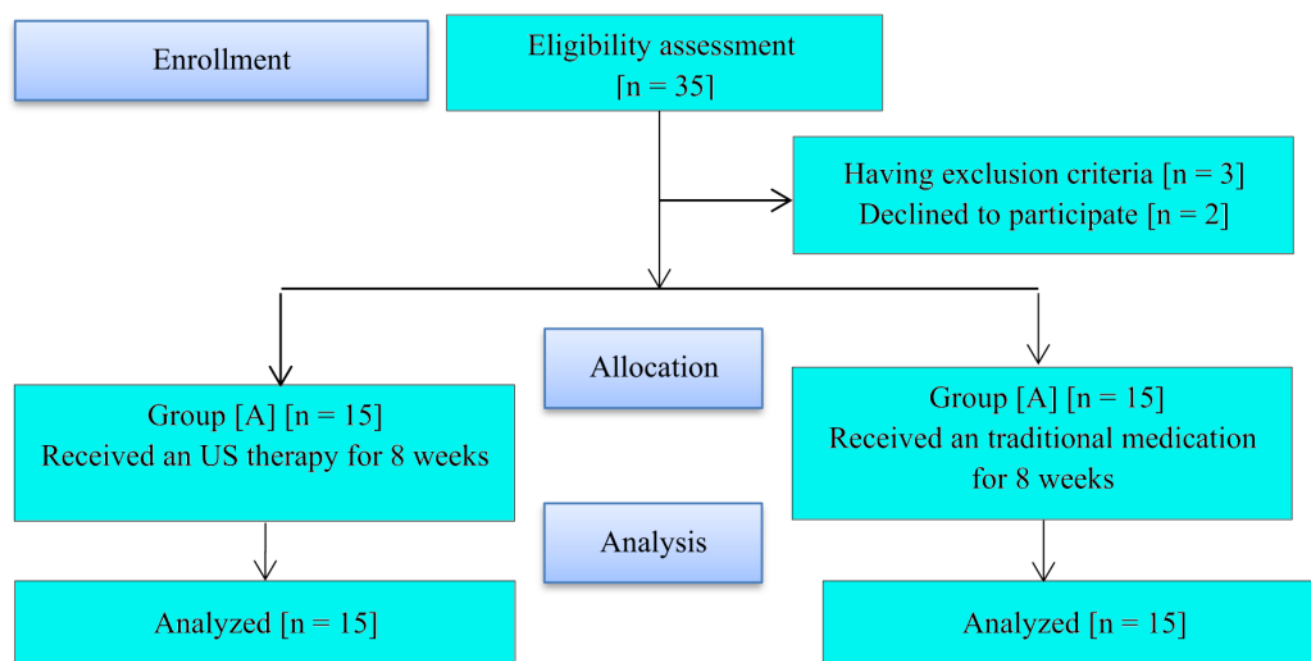 Enrollment
Eligibility assessment
[n = 35]
Having exclusion criteria [n = 3]
Declined to participate [n = 2]
Allocation
Group [A] [n = 15]
Received an US therapy for 8 weeks
Group [A] [n = 15]
Received an traditional medication
for 8 weeks
Analysis
Analyzed [n = 15]
Analyzed [n = 15]